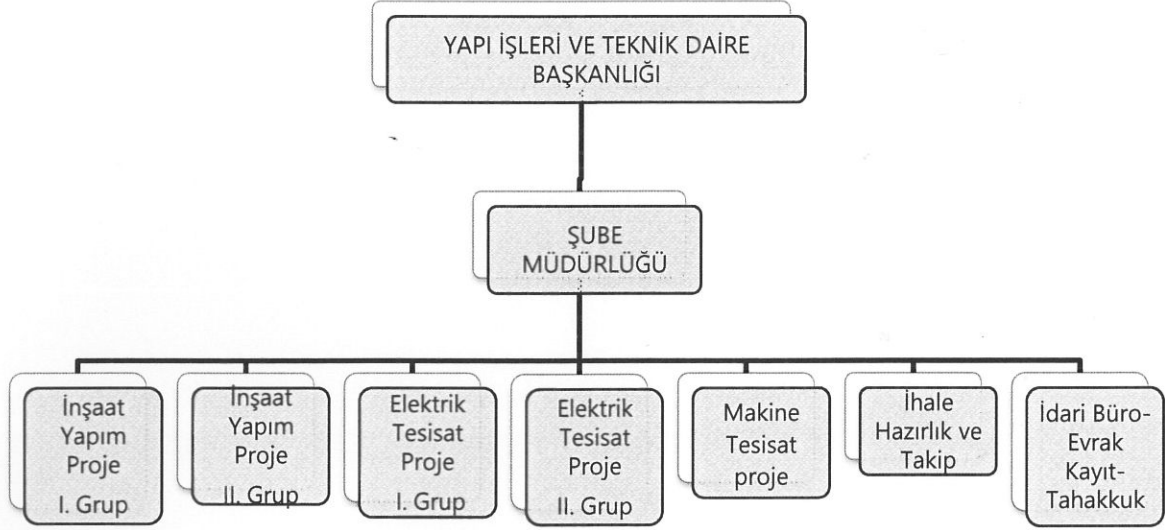 YAPI İŞLERİ VE TEKNİK DAİRE
BAŞKANLIĞI
ŞUBE
MÜDÜRLÜĞÜ
İnşaat
Yapım
Proje
I. Grup
İnşaat
Yapım
Proje
II. Grup
Elektrik
Tesisat
Proje
I. Grup
Elektrik
Tesisat
Proje
II. Grup
Makine
Tesisat
proje
İhale
Hazırlık ve
Takip
İdari Büro-
Evrak
Kayıt-
Tahakkuk